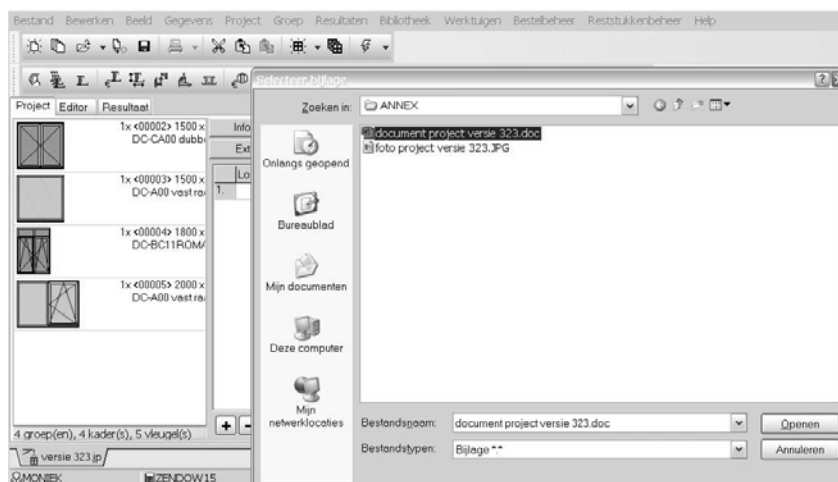 Bestand Bewerken Beeld Gegevens Project Groep Resultaten Bibliotheek Werktuigen Bestelbeheer Reststukkenbeheer Help
Selecteer bijlage
Project Editor Resultaat
Zoeken in: ANNEX
1x <00002> 1500 x
DC-CA00 dubb
Info
Ext
Lo
1.
1x <00003> 1500 x
DC-A00 vast ra
1x <00004> 1800 x
DC-BC11ROMA
1x <00005> 2000 x
DC-A00 vast ra
document project versie 323.doc
foto project versie 323.JPG
Onlangs geopend
Bureaublad
Mijn documenten
Deze computer
Mijn
netwerklocaties
Bestandsnaam: document project versie 323.doc Openen
Bestandstypen: Bijlage *.* Annuleren
4 groep(en), 4 kader(s), 5 vleugel(s)
versie 323.jp
MONIEK ZENDOW15